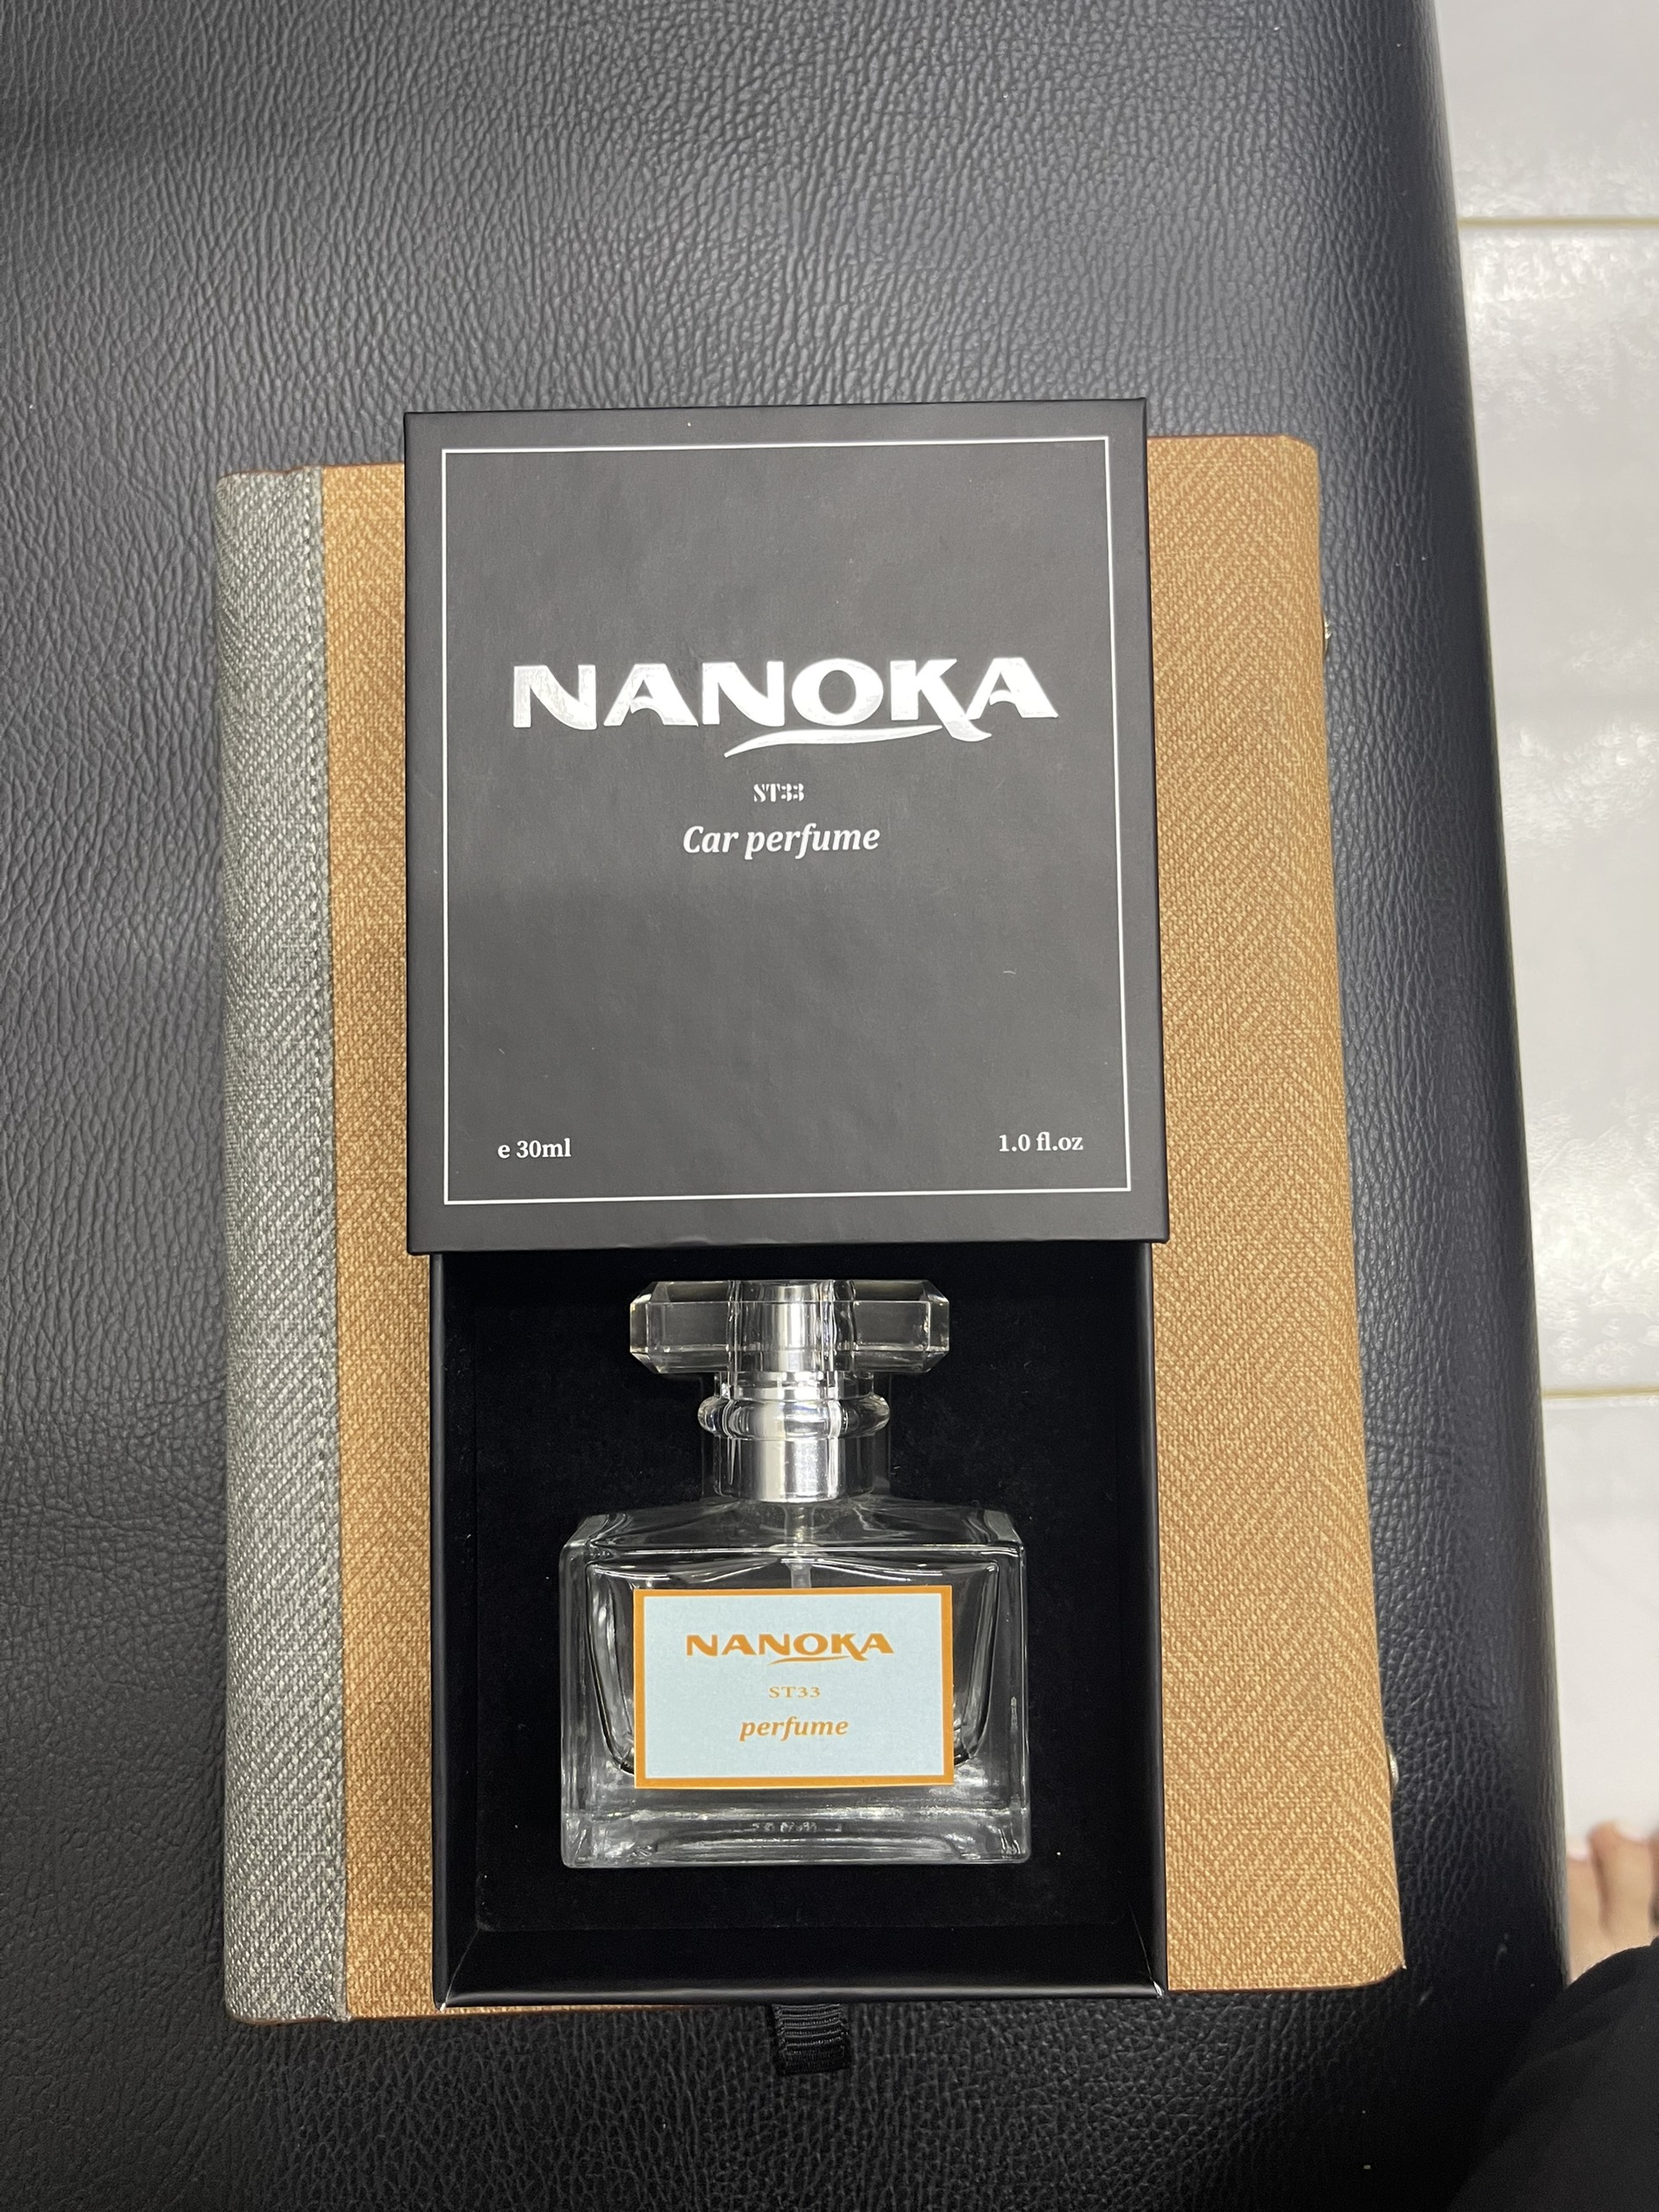 NANOKA
ST33
Car perfume
e 30ml
1.0 fl.oz
NANOKA
ST33
perfume